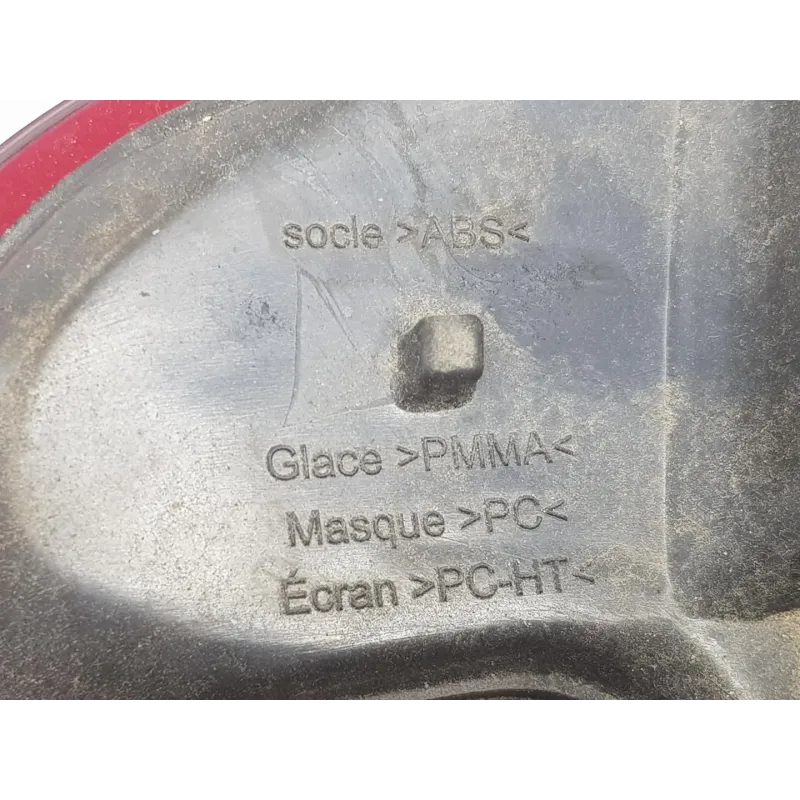 socle >ABS<
Glace >PMMA<
Masque >PC<
Écran >PC-HT<